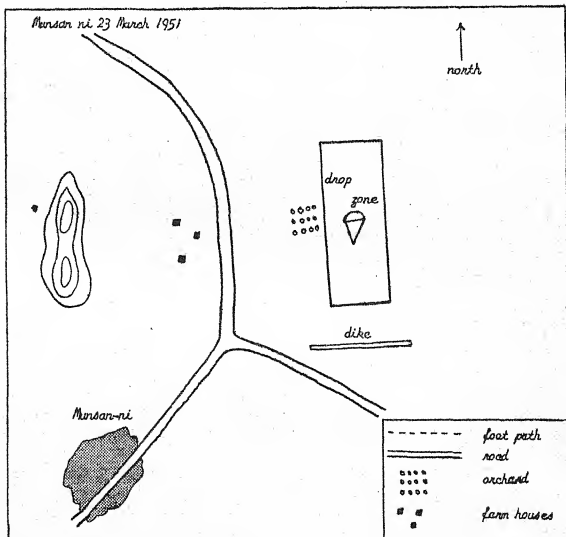 Munsan ni 23 March 1951
north
drop
zone
dike
Munsan-ni
foot path
road
orchard
farm houses